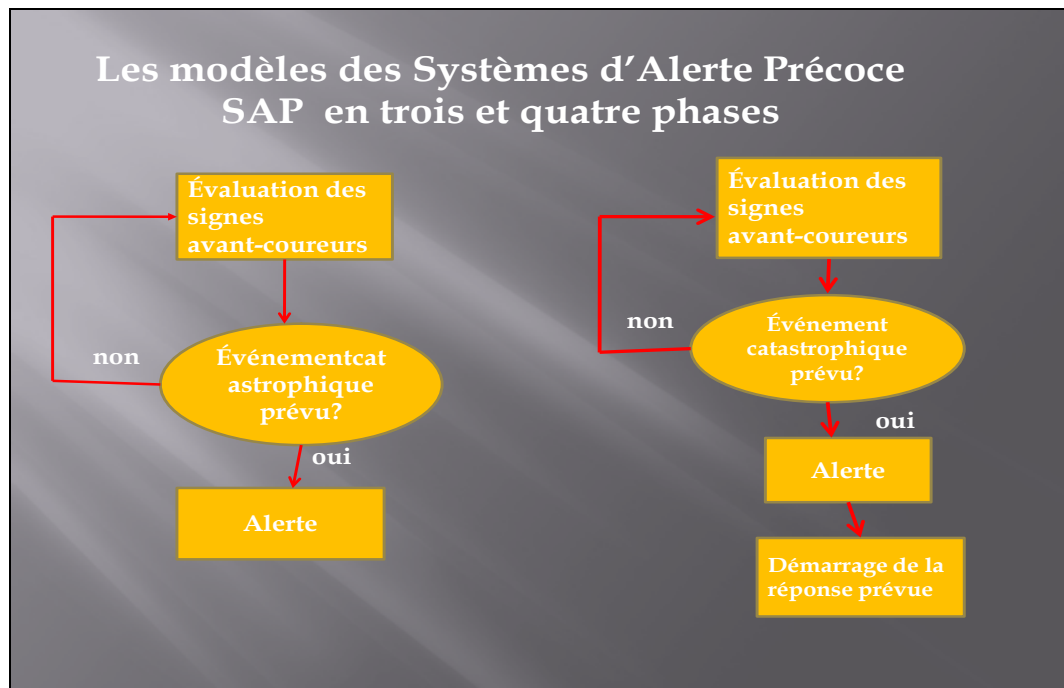 Les modèles des Systèmes d'Alerte Précoce
SAP en trois et quatre phases
Évaluation des
signes
avant-coureurs
non
Événementcat
astrophique
prévu?
oui
Alerte
Évaluation des
signes
avant-coureurs
non
Événement
catastrophique
prévu?
oui
Alerte
Démarrage de la
réponse prévue